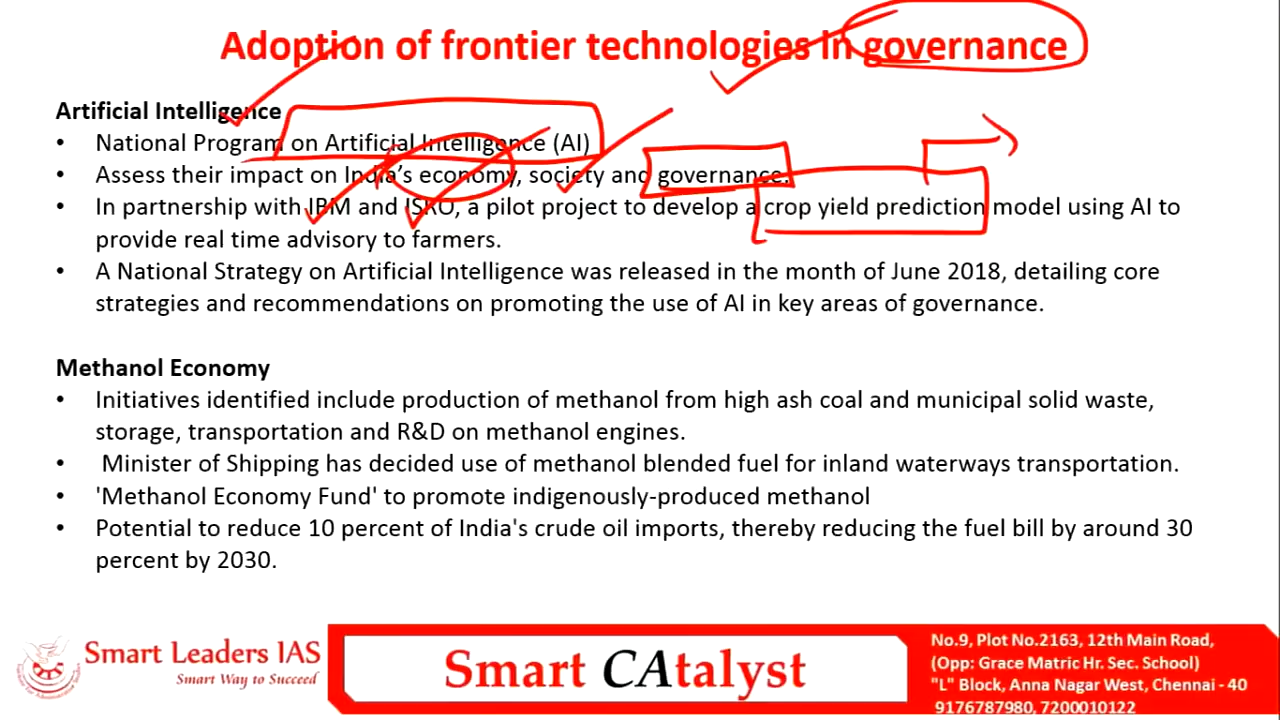 Adoption of frontier technologies in governance
Artificial Intelligence
• National Program on Artificial Intelligence (AI)
• Assess their impact on India's economy, society and governance.
• In partnership with IBM and ISRO, a pilot project to develop a crop yield prediction model using AI to
provide real time advisory to farmers.
• A National Strategy on Artificial Intelligence was released in the month of June 2018, detailing core
strategies and recommendations on promoting the use of AI in key areas of governance.
Methanol Economy
• Initiatives identified include production of methanol from high ash coal and municipal solid waste,
storage, transportation and R&D on methanol engines.
• Minister of Shipping has decided use of methanol blended fuel for inland waterways transportation.
• 'Methanol Economy Fund' to promote indigenously-produced methanol
• Potential to reduce 10 percent of India's crude oil imports, thereby reducing the fuel bill by around 30
percent by 2030.
Smart Leaders IAS
Smart Way to Succeed
Smart CAtalyst
No.9, Plot No.2163, 12th Main Road,
(Opp: Grace Matric Hr. Sec. School)
"L" Block, Anna Nagar West, Chennai - 40
9176787980, 7200010122